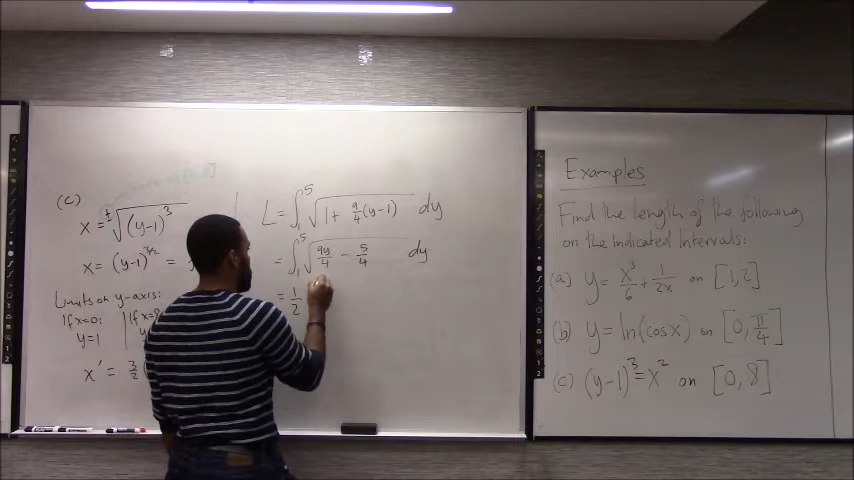 (c)
x = ±√(y-1)³
x = (y-1)^3/2 =
Limits on y-axis:
If x=0: | If x=8
y=1 | y
x' = 3/2
L = ∫₁⁵ √1 + 9/4(y-1) dy
= ∫₁⁵ √9y/4 - 5/4 dy
= 1/2
Examples
Find the length of the following
on the indicated Intervals:
(a) y = x³/6 + 1/2x on [1,2]
(b) y = ln(cosx) on [0, π/4]
(c) (y-1)³ = x² on [0,8]